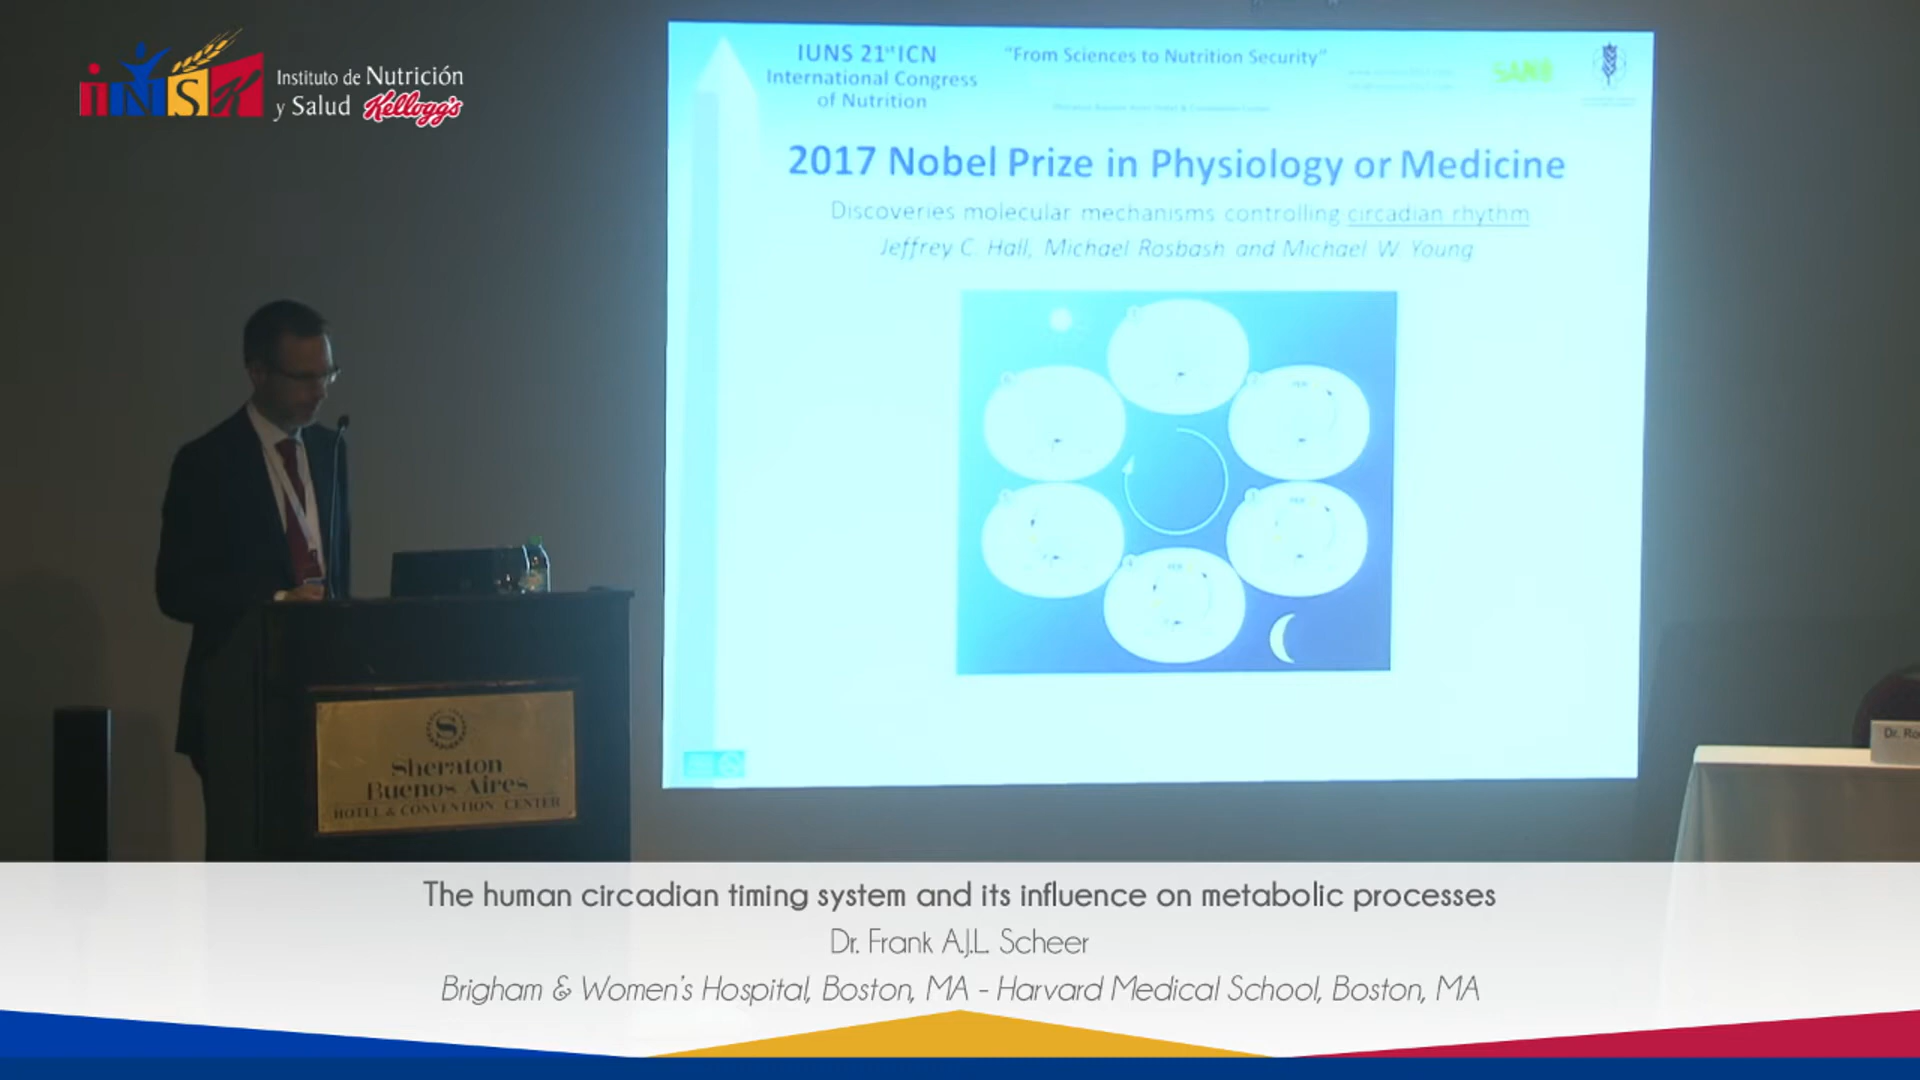 iNSK
Instituto de Nutrición
y Salud Kellogg's
IUNS 21st ICN
International Congress
of Nutrition
"From Sciences to Nutrition Security"
2017 Nobel Prize in Physiology or Medicine
Discoveries molecular mechanisms controlling circadian rhythm
Jeffrey C. Hall, Michael Rosbash and Michael W. Young
S
Sheraton
Buenos Aires
HOTEL & CONVENTION CENTER
The human circadian timing system and its influence on metabolic processes
Dr. Frank A.J.L. Scheer
Brigham & Women's Hospital, Boston, MA - Harvard Medical School, Boston, MA